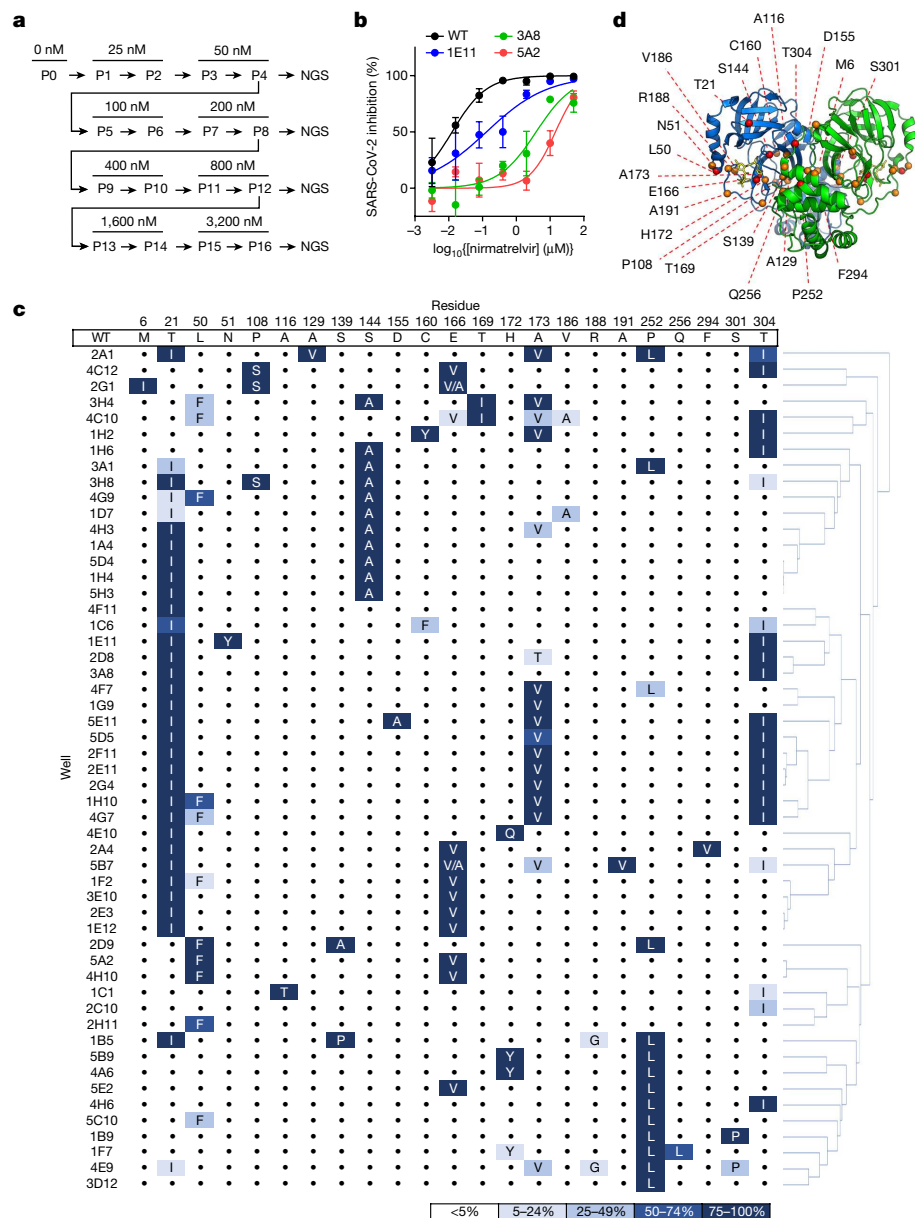 a
0 nM 25 nM 50 nM
P0 P1 P2 P3 P4 NGS
100 nM 200 nM
P5 P6 P7 P8 NGS
400 nM 800 nM
P9 P10 P11 P12 NGS
1,600 nM 3,200 nM
P13 P14 P15 P16 NGS
b
WT 3A8
1E11 5A2
SARS-CoV-2 inhibition (%)
100
50
0
-3 -2 -1 0 1 2
log10{[nirmatrelvir] (μM)}
d
A116
C160 D155
V186 T304
T21 S144 M6 S301
R188
N51
L50
A173
E166
A191
H172 S139 F294
P108 A129
T169
Q256 P252
c
Residue
6 21 50 51 108 116 129 139 144 155 160 166 169 172 173 186 188 191 252 256 294 301 304
WT M T L N P A A S S D C E T H A V R A P Q F S T
Well
2A1 • I • • • • V • • • • • • • V • • • L • • • I
4C12 • • • • S • • • • • • V • • • • • • • • • • I
2G1 I • • • S • • • • • • V/A • • • • • • • • • • •
3H4 • • F • • • • • A • • • I • V • • • • • • • •
4C10 • • F • • • • • • • • V I • V A • • • • • • I
1H2 • • • • • • • • • • Y • • • V • • • • • • • I
1H6 • • • • • • • • A • • • • • • • • • • • • • I
3A1 • I • • • • • • A • • • • • • • • • L • • • •
3H8 • I • • S • • • A • • • • • • • • • • • • • I
4G9 • I F • • • • • A • • • • • • • • • • • • • •
1D7 • I • • • • • • A • • • • • • A • • • • • • •
4H3 • I • • • • • • A • • • • • V • • • • • • • •
1A4 • I • • • • • • A • • • • • • • • • • • • • •
5D4 • I • • • • • • A • • • • • • • • • • • • • •
1H4 • I • • • • • • A • • • • • • • • • • • • • •
5H3 • I • • • • • • A • • • • • • • • • • • • • •
4F11 • I • • • • • • • • • • • • • • • • • • • • •
1C6 • I • • • • • • • • F • • • • • • • • • • • I
1E11 • I • Y • • • • • • • • • • • • • • • • • • I
2D8 • I • • • • • • • • • • • • T • • • • • • • I
3A8 • I • • • • • • • • • • • • • • • • • • • • I
4F7 • I • • • • • • • • • • • • V • • • L • • • •
1G9 • I • • • • • • • • • • • • V • • • • • • • •
5E11 • I • • • • • • • A • • • • V • • • • • • • I
5D5 • I • • • • • • • • • • • • V • • • • • • • I
2F11 • I • • • • • • • • • • • • V • • • • • • • I
2E11 • I • • • • • • • • • • • • V • • • • • • • I
2G4 • I • • • • • • • • • • • • V • • • • • • • I
1H10 • I F • • • • • • • • • • • V • • • • • • • I
4G7 • I F • • • • • • • • • • • V • • • • • • • I
4E10 • I • • • • • • • • • • • Q • • • • • • • • •
2A4 • I • • • • • • • • • V • • • • • • • • V • •
5B7 • I • • • • • • • • • V/A • • V • • V • • • • I
1F2 • I F • • • • • • • • V • • • • • • • • • • •
3E10 • I • • • • • • • • • V • • • • • • • • • • •
2E3 • I • • • • • • • • • V • • • • • • • • • • •
1E12 • I • • • • • • • • • V • • • • • • • • • • •
2D9 • • F • • • • A • • • • • • • • • • L • • • •
5A2 • • F • • • • • • • • V • • • • • • • • • • •
4H10 • • F • • • • • • • • V • • • • • • • • • • •
1C1 • • • • • T • • • • • • • • • • • • • • • • I
2C10 • • • • • • • • • • • • • • • • • • • • • • I
2H11 • • F • • • • • • • • • • • • • • • • • • • •
1B5 • I • • • • • P • • • • • • • • G • L • • • •
5B9 • • • • • • • • • • • • • Y • • • • L • • • •
4A6 • • • • • • • • • • • • • Y • • • • L • • • •
5E2 • • • • • • • • • • • V • • • • • • L • • • •
4H6 • • • • • • • • • • • • • • • • • • L • • • I
5C10 • • F • • • • • • • • • • • • • • • L • • • •
1B9 • • • • • • • • • • • • • • • • • • L • • P •
1F7 • • • • • • • • • • • • • Y • • • • L L • • •
4E9 • I • • • • • • • • • • • • V • G • L • • P •
3D12 • • • • • • • • • • • • • • • • • • L • • • •
<5% 5–24% 25–49% 50–74% 75–100%